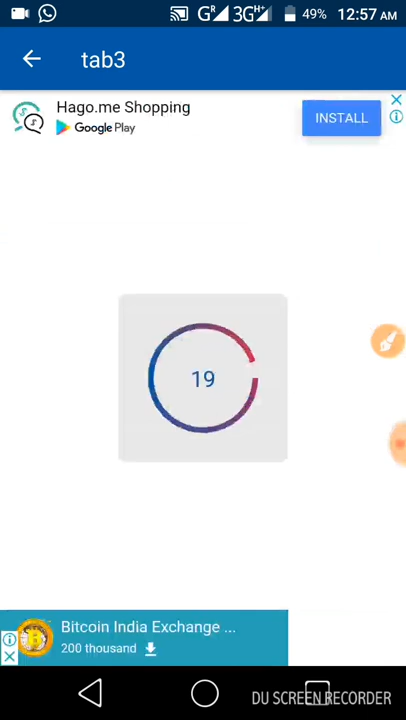 GR 3G H+ 49% 12:57 AM
tab3
Hago.me Shopping
Google Play
INSTALL
19
Bitcoin India Exchange ...
200 thousand
DU SCREEN RECORDER